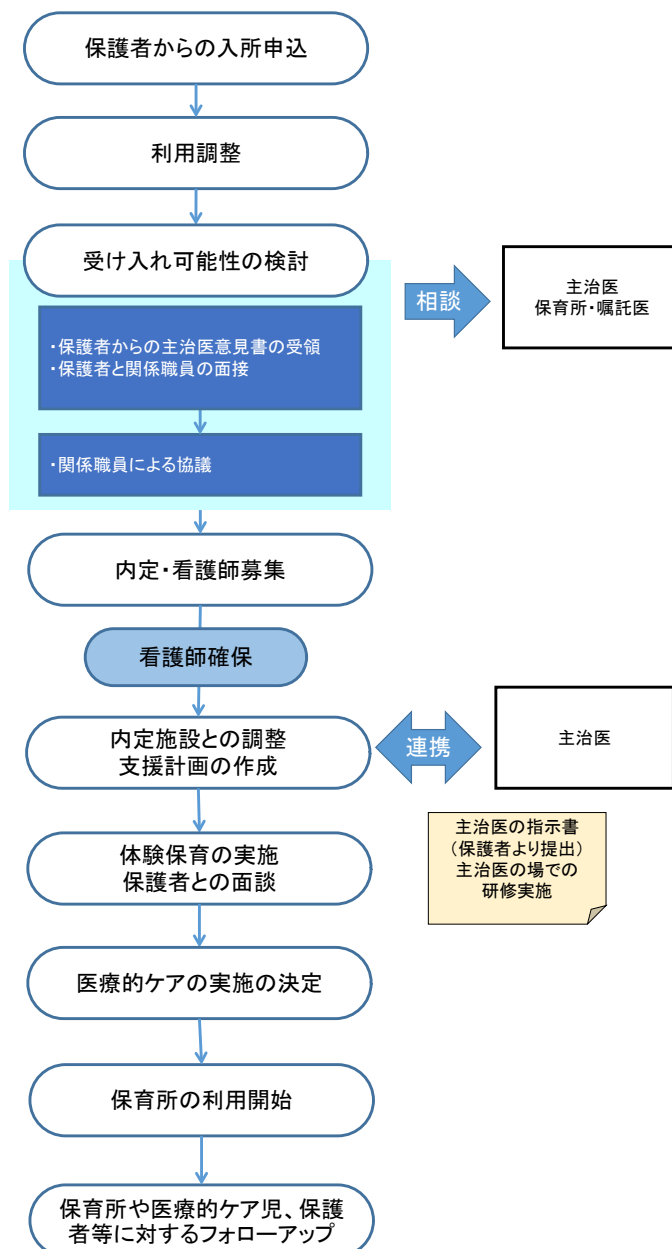 保護者からの入所申込
利用調整
受け入れ可能性の検討
・保護者からの主治医意見書の受領
・保護者と関係職員の面接
・関係職員による協議
相談
主治医
保育所・嘱託医
内定・看護師募集
看護師確保
内定施設との調整
支援計画の作成
連携
主治医
主治医の指示書
（保護者より提出）
主治医の場での
研修実施
体験保育の実施
保護者との面談
医療的ケアの実施の決定
保育所の利用開始
保育所や医療的ケア児、保護
者等に対するフォローアップ